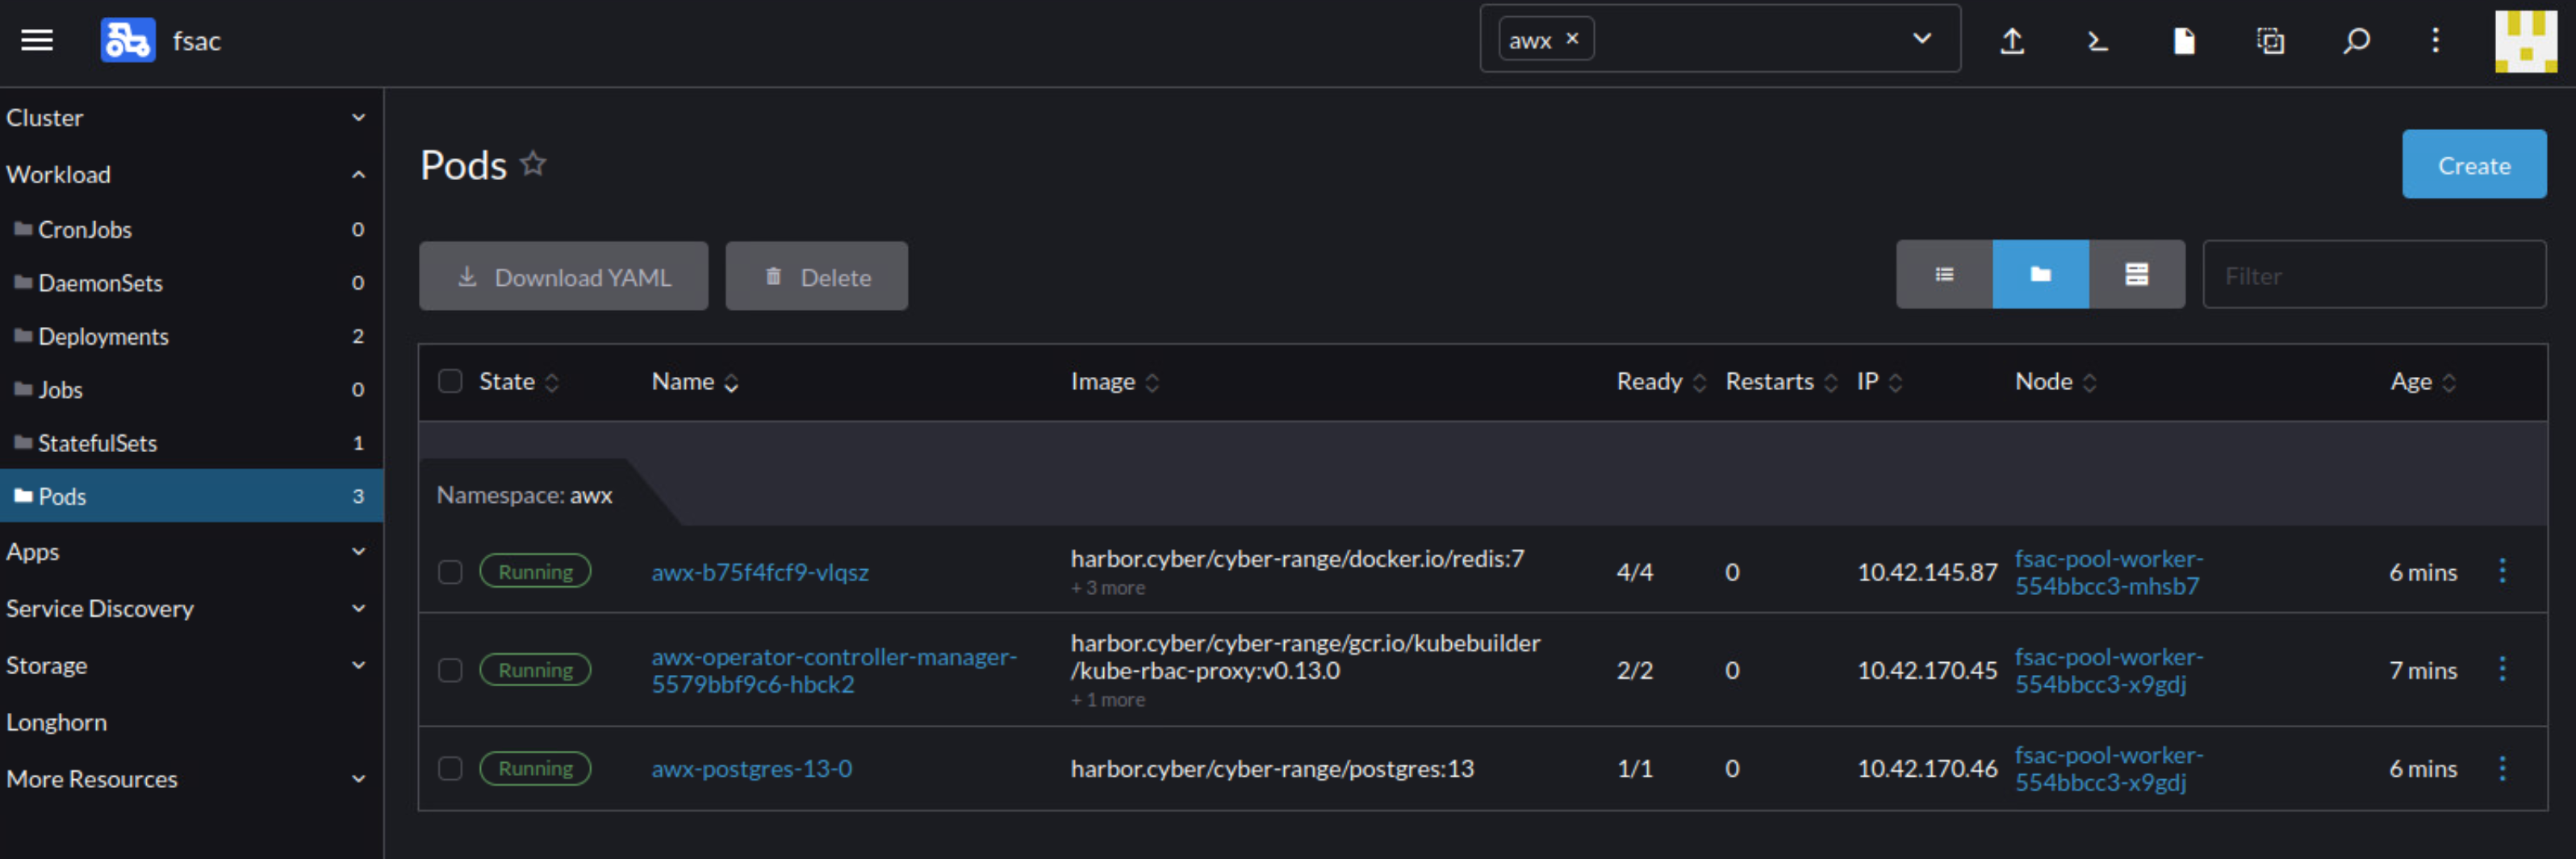 fsac
awx ×
Cluster
Workload
CronJobs 0
DaemonSets 0
Deployments 2
Jobs 0
StatefulSets 1
Pods 3
Apps
Service Discovery
Storage
Longhorn
More Resources
Pods
Create
Download YAML
Delete
Filter
State Name Image Ready Restarts IP Node Age
Namespace: awx
Running awx-b75f4fcf9-vlqsz harbor.cyber/cyber-range/docker.io/redis:7
+ 3 more
4/4 0 10.42.145.87 fsac-pool-worker-
554bbcc3-mhsb7
6 mins
Running awx-operator-controller-manager-
5579bbf9c6-hbck2
harbor.cyber/cyber-range/gcr.io/kubebuilder
/kube-rbac-proxy:v0.13.0
+ 1 more
2/2 0 10.42.170.45 fsac-pool-worker-
554bbcc3-x9gdj
7 mins
Running awx-postgres-13-0 harbor.cyber/cyber-range/postgres:13 1/1 0 10.42.170.46 fsac-pool-worker-
554bbcc3-x9gdj
6 mins